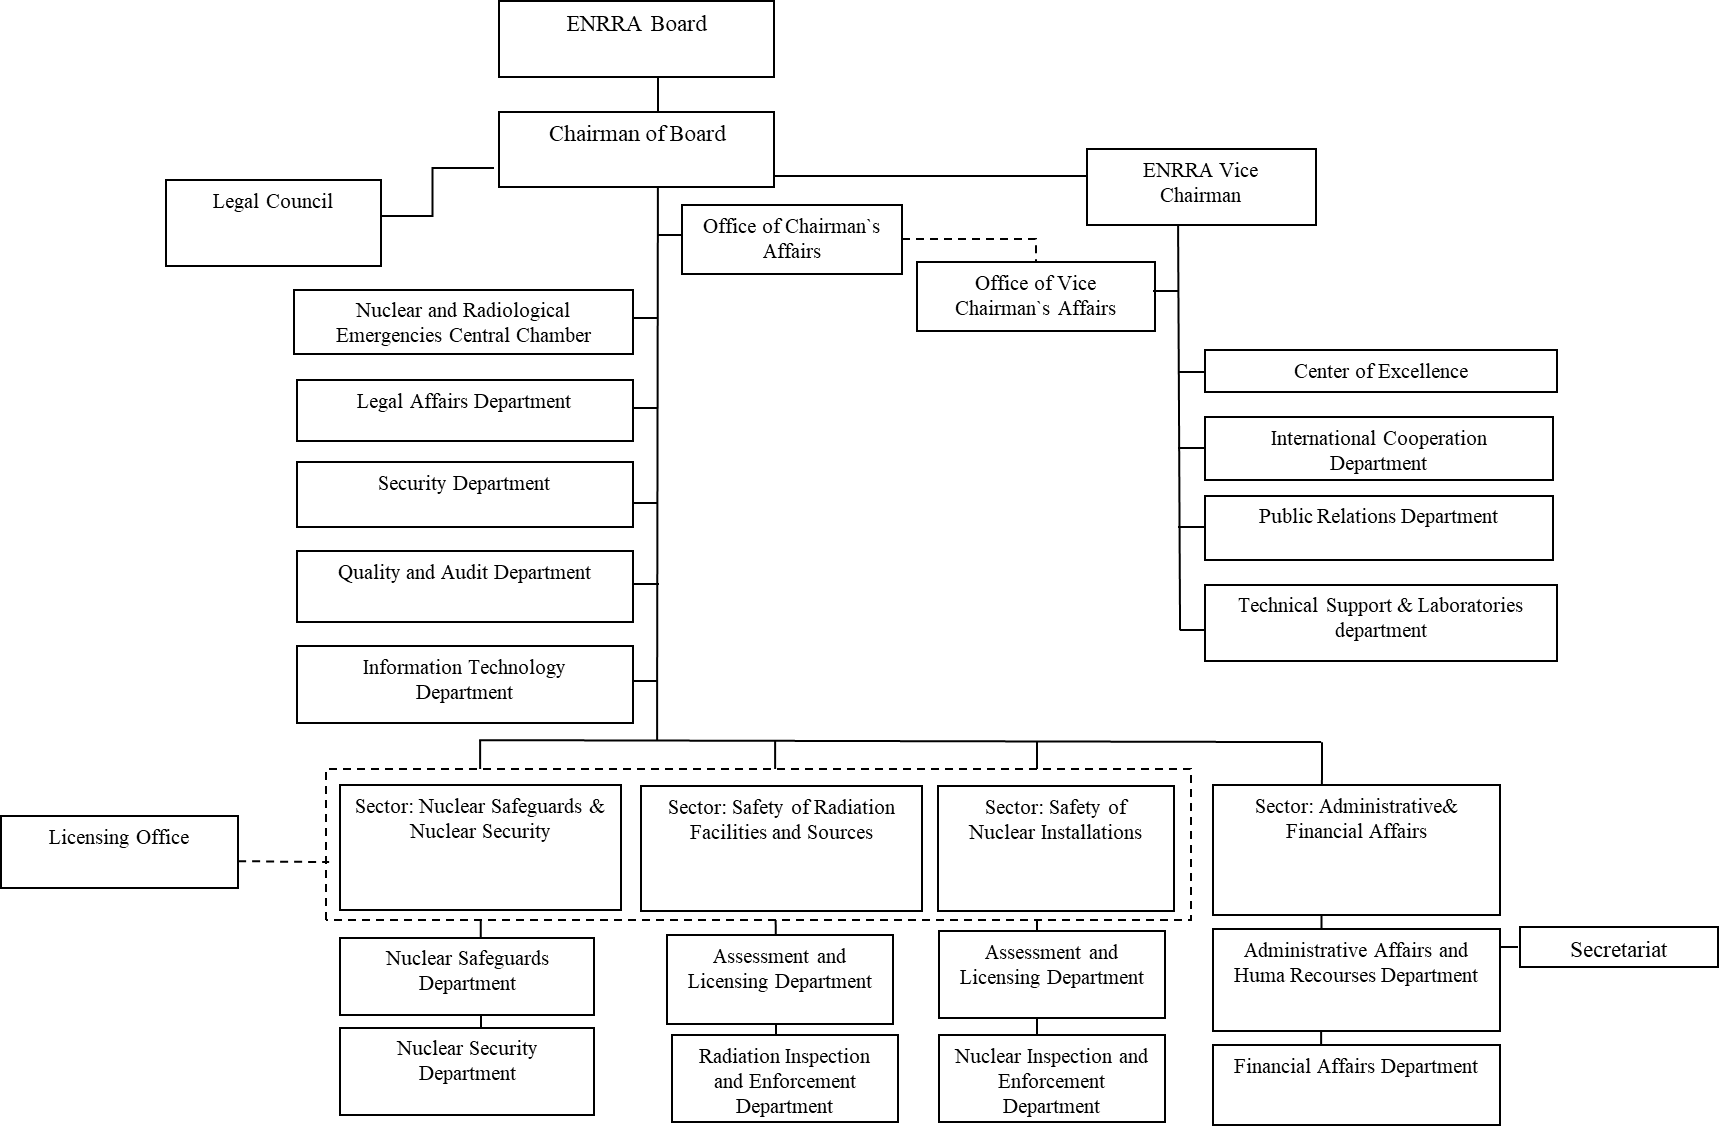 ENRRA Board
Chairman of Board
ENRRA Vice
Chairman
Legal Council
Office of Chairman`s
Affairs
Office of Vice
Chairman`s Affairs
Nuclear and Radiological
Emergencies Central Chamber
Legal Affairs Department
Security Department
Quality and Audit Department
Information Technology
Department
Center of Excellence
International Cooperation
Department
Public Relations Department
Technical Support & Laboratories
department
Licensing Office
Sector: Nuclear Safeguards &
Nuclear Security
Sector: Safety of Radiation
Facilities and Sources
Sector: Safety of
Nuclear Installations
Sector: Administrative&
Financial Affairs
Nuclear Safeguards
Department
Assessment and
Licensing Department
Assessment and
Licensing Department
Administrative Affairs and
Huma Recourses Department
Secretariat
Nuclear Security
Department
Radiation Inspection
and Enforcement
Department
Nuclear Inspection and
Enforcement
Department
Financial Affairs Department